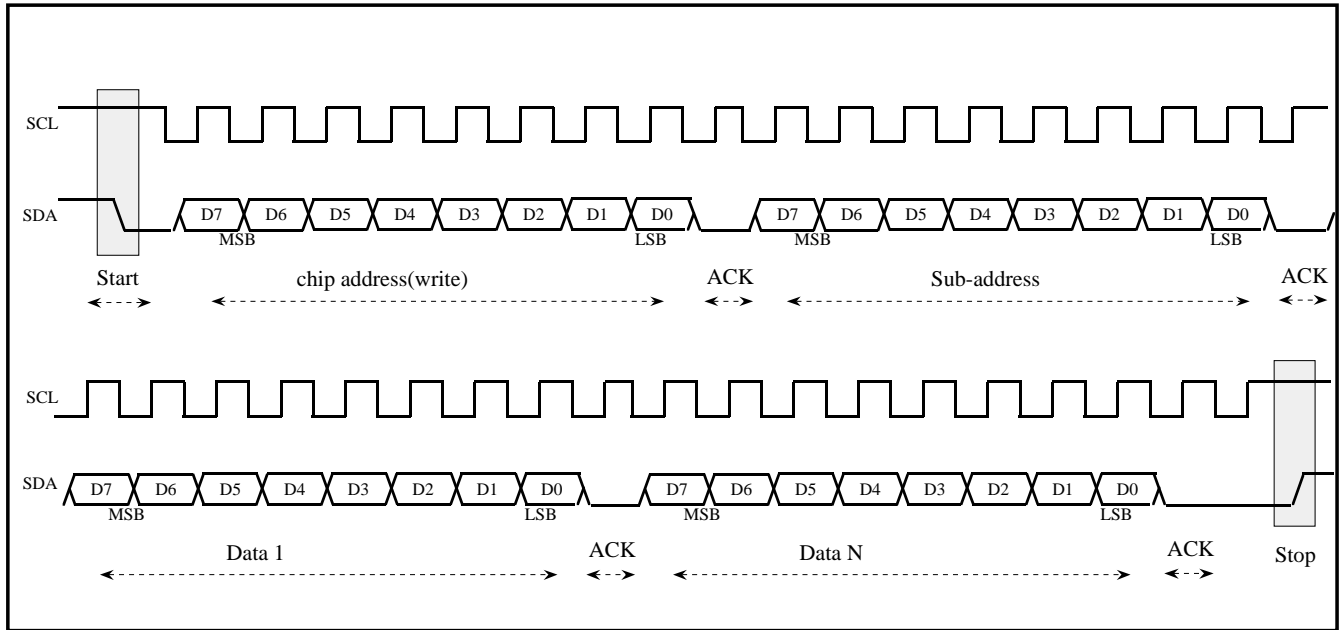 SCL
SDA D7 D6 D5 D4 D3 D2 D1 D0 D7 D6 D5 D4 D3 D2 D1 D0
MSB LSB MSB LSB
Start chip address(write) ACK Sub-address ACK
SCL
SDA D7 D6 D5 D4 D3 D2 D1 D0 D7 D6 D5 D4 D3 D2 D1 D0
MSB LSB MSB LSB
Data 1 ACK Data N ACK Stop